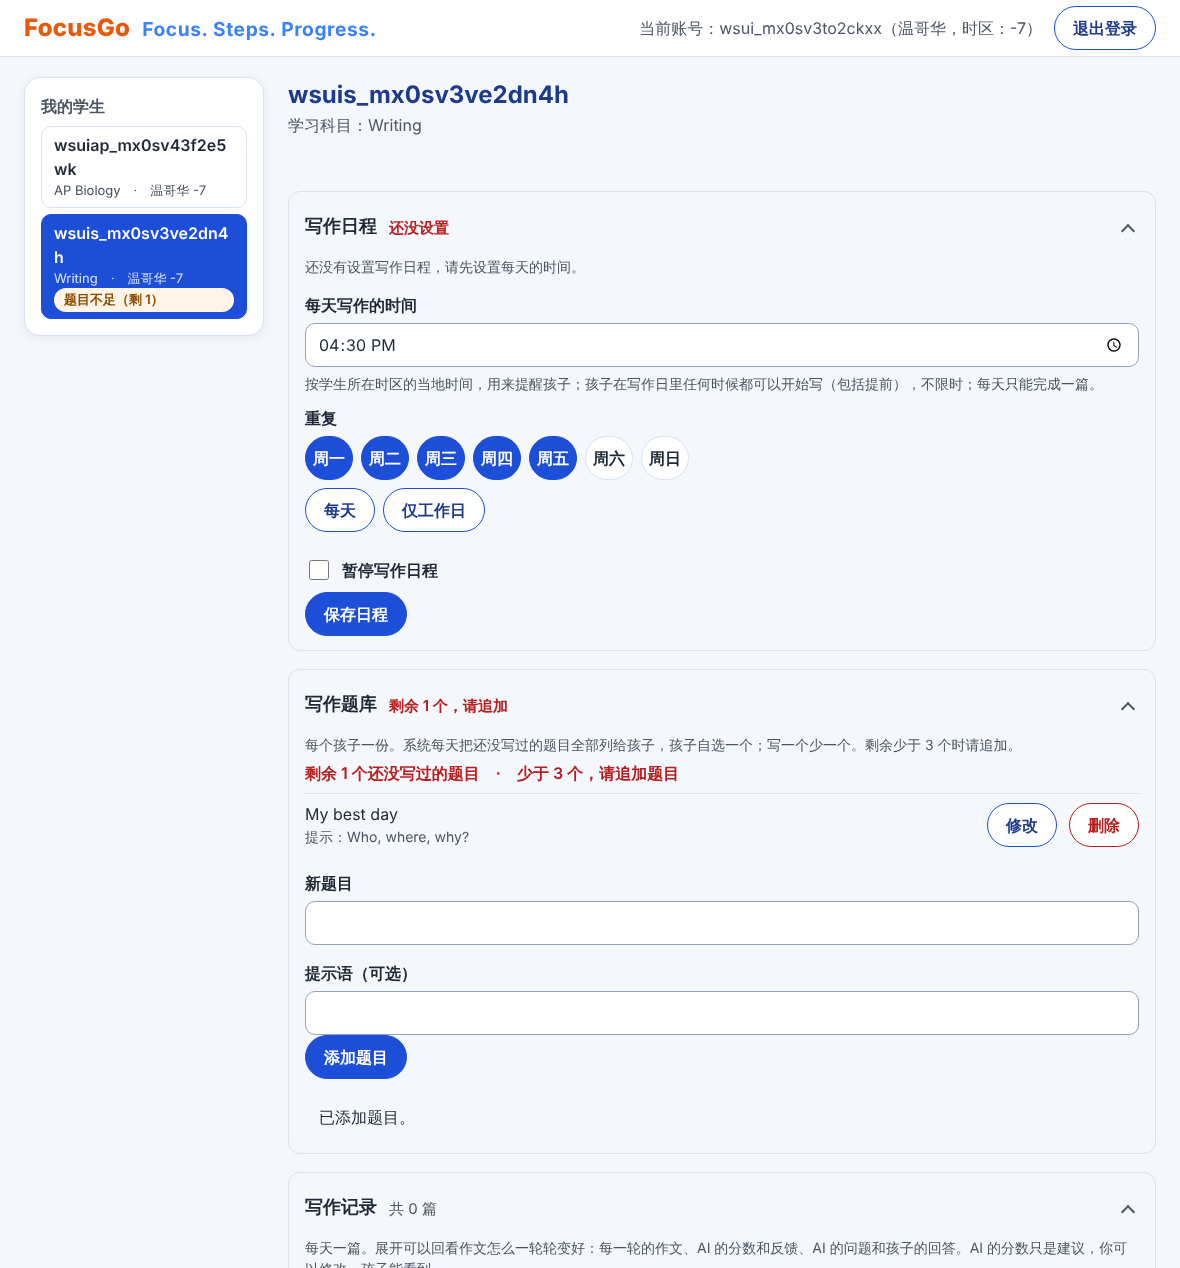 FocusGo Focus. Steps. Progress.
当前账号：wsui_mx0sv3to2ckxx（温哥华，时区：-7）
退出登录
我的学生
wsuiap_mx0sv43f2e5
wk
AP Biology · 温哥华 -7
wsuis_mx0sv3ve2dn4
h
Writing · 温哥华 -7
题目不足（剩 1）
wsuis_mx0sv3ve2dn4h
学习科目：Writing
写作日程 还没设置
还没有设置写作日程，请先设置每天的时间。
每天写作的时间
04:30 PM
按学生所在时区的当地时间，用来提醒孩子；孩子在写作日里任何时候都可以开始写（包括提前），不限时；每天只能完成一篇。
重复
周一 周二 周三 周四 周五 周六 周日
每天 仅工作日
暂停写作日程
保存日程
写作题库 剩余 1 个，请追加
每个孩子一份。系统每天把还没写过的题目全部列给孩子，孩子自选一个；写一个少一个。剩余少于 3 个时请追加。
剩余 1 个还没写过的题目 · 少于 3 个，请追加题目
My best day
提示：Who, where, why?
修改 删除
新题目
提示语（可选）
添加题目
已添加题目。
写作记录 共 0 篇
每天一篇。展开可以回看作文怎么一轮轮变好：每一轮的作文、AI 的分数和反馈、AI 的问题和孩子的回答。AI 的分数只是建议，你可